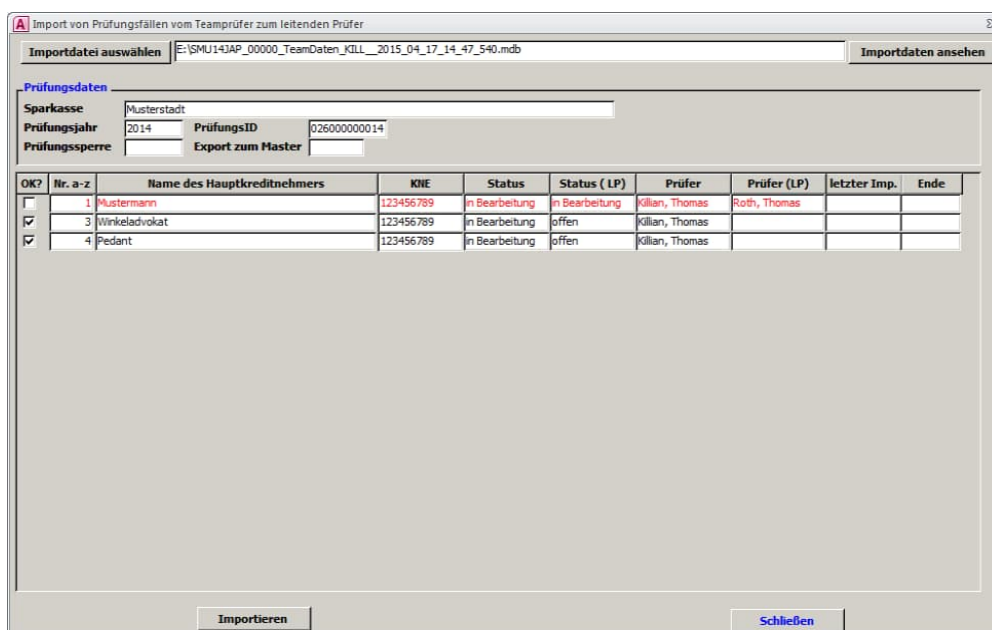 Import von Prüfungsfällen vom Teamprüfer zum leitenden Prüfer
Importdatei auswählen E:\SMU14JAP_00000_TeamDaten_KILL__2015_04_17_14_47_540.mdb Importdaten ansehen
Prüfungsdaten
Sparkasse Musterstadt
Prüfungsjahr 2014 PrüfungsID 026000000014
Prüfungssperre Export zum Master
OK? Nr. a-z Name des Hauptkreditnehmers KNE Status Status ( LP) Prüfer Prüfer (LP) letzter Imp. Ende
1 Mustermann 123456789 in Bearbeitung in Bearbeitung Killian, Thomas Roth, Thomas
3 Winkeladvokat 123456789 in Bearbeitung offen Killian, Thomas
4 Pedant 123456789 in Bearbeitung offen Killian, Thomas
Importieren Schließen